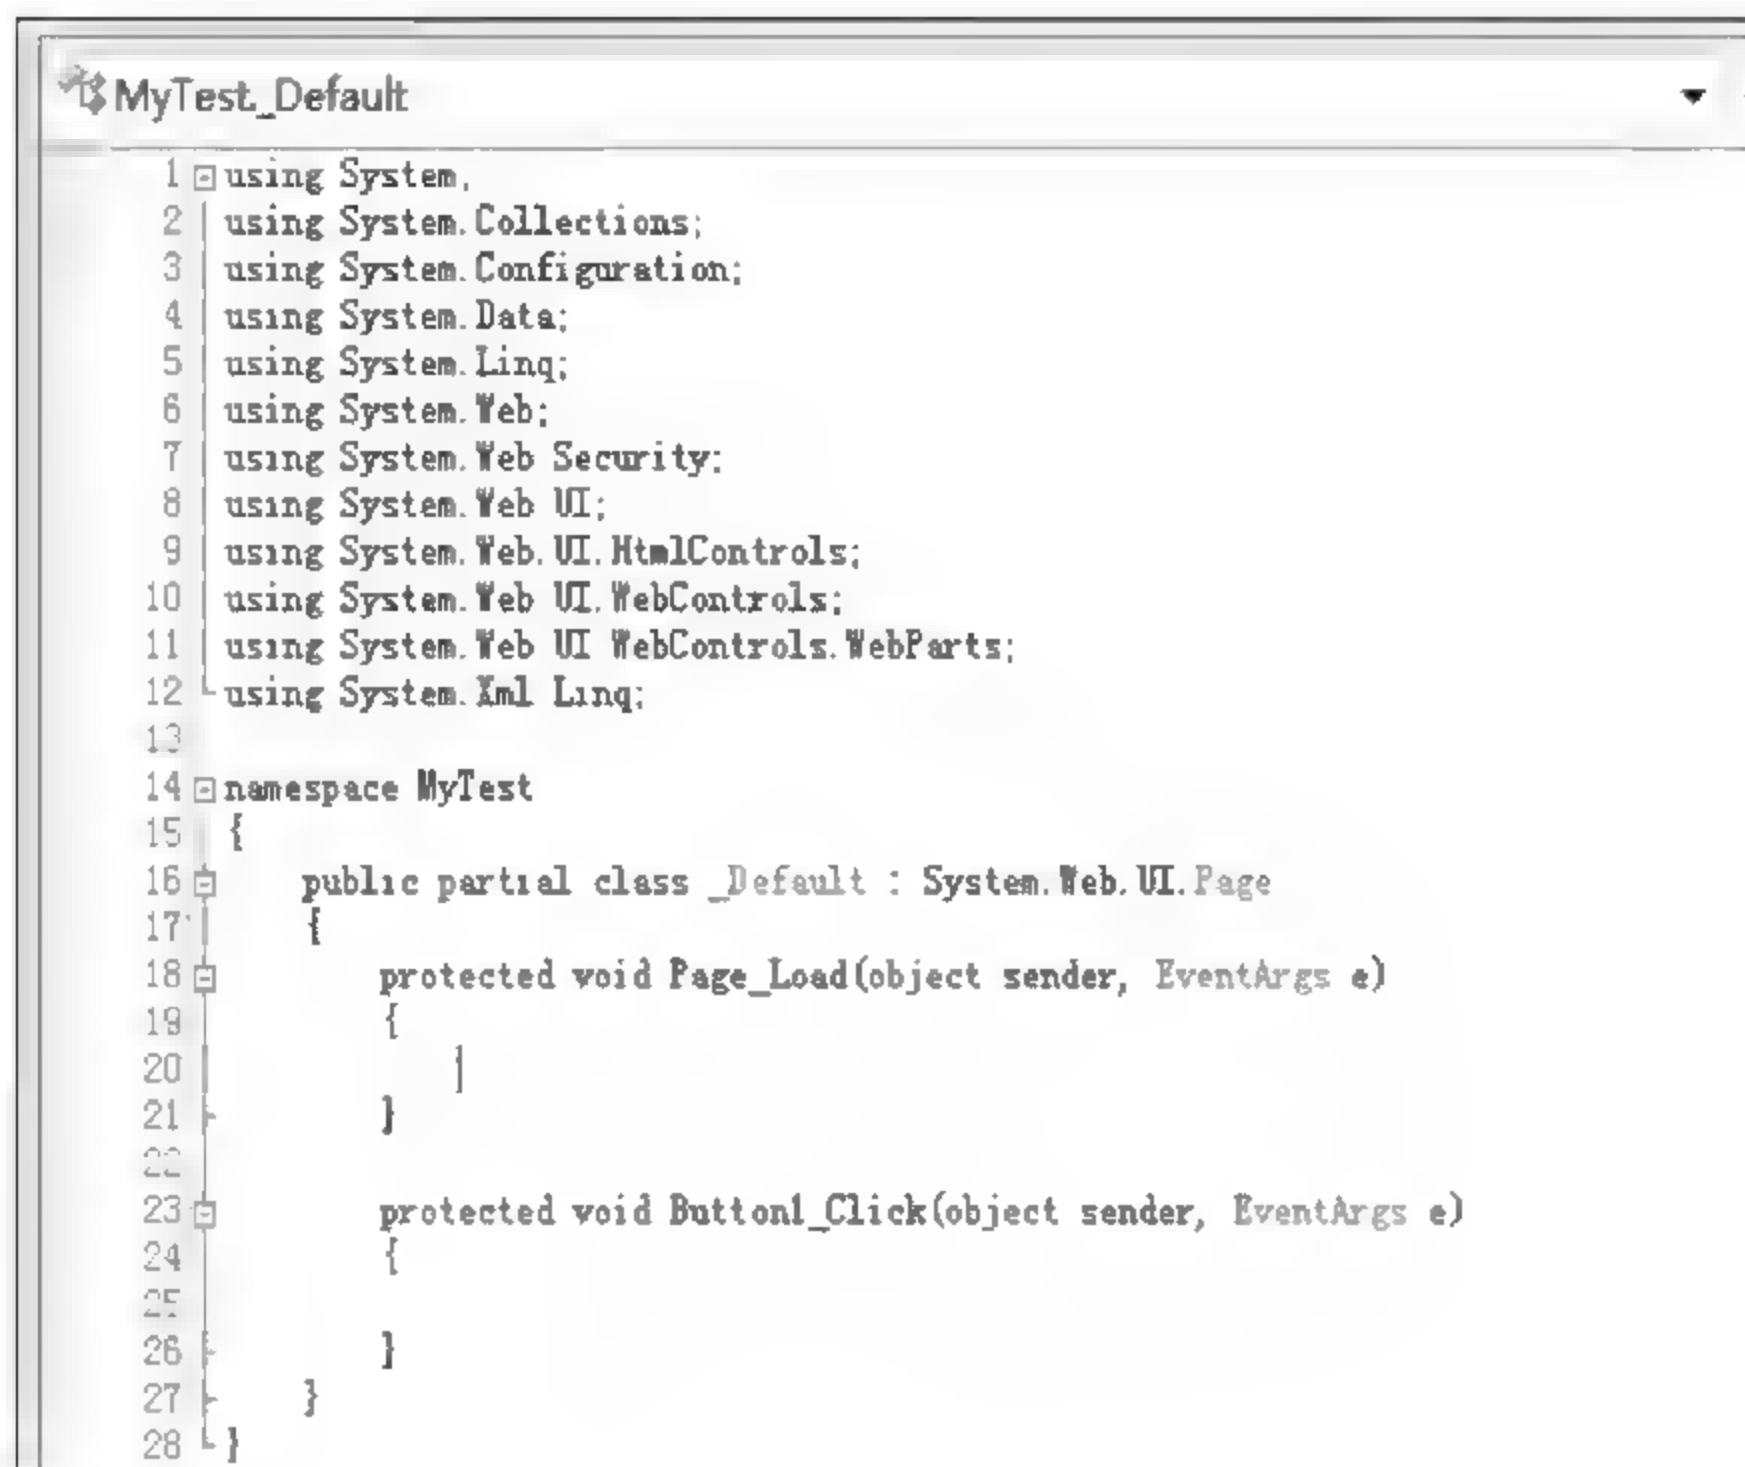 MyTest._Default
1 using System;
2 using System.Collections;
3 using System.Configuration;
4 using System.Data;
5 using System.Linq;
6 using System.Web;
7 using System.Web Security;
8 using System.Web UI;
9 using System.Web.UI.HtmlControls;
10 using System.Web UI.WebControls;
11 using System.Web UI WebControls.WebParts;
12 using System.Xml Linq;
13
14 namespace MyTest
15 {
16 public partial class _Default : System.Web.UI.Page
17 {
18 protected void Page_Load(object sender, EventArgs e)
19 {
20
21 }
22
23 protected void Button1_Click(object sender, EventArgs e)
24 {
25
26 }
27 }
28 }